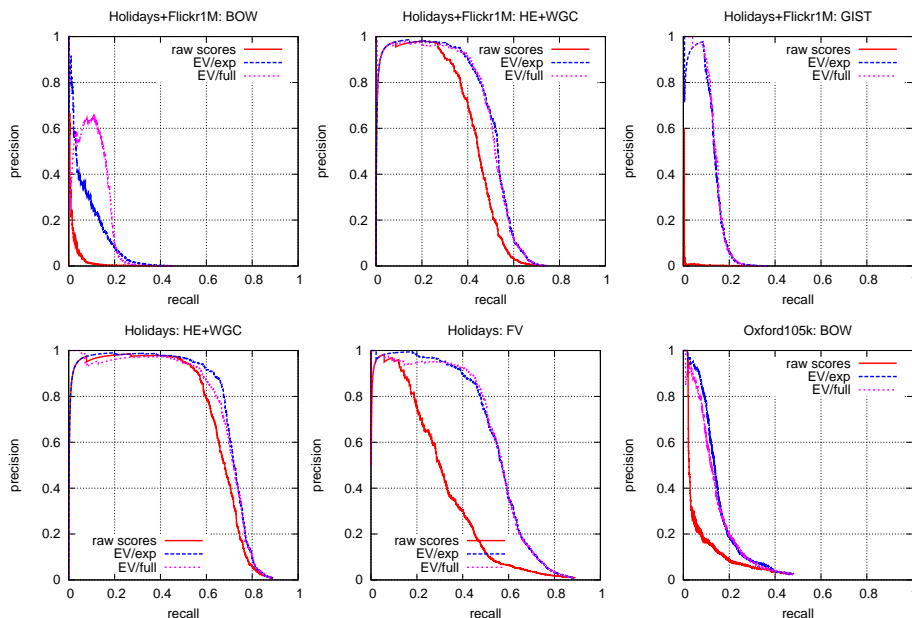 Holidays+Flickr1M: BOW
precision
1
0.8
0.6
0.4
0.2
0
0 0.2 0.4 0.6 0.8 1
recall
raw scores
EV/exp
EV/full
Holidays+Flickr1M: HE+WGC
precision
1
0.8
0.6
0.4
0.2
0
0 0.2 0.4 0.6 0.8 1
recall
raw scores
EV/exp
EV/full
Holidays+Flickr1M: GIST
precision
1
0.8
0.6
0.4
0.2
0
0 0.2 0.4 0.6 0.8 1
recall
raw scores
EV/exp
EV/full
Holidays: HE+WGC
precision
1
0.8
0.6
0.4
0.2
0
0 0.2 0.4 0.6 0.8 1
recall
raw scores
EV/exp
EV/full
Holidays: FV
precision
1
0.8
0.6
0.4
0.2
0
0 0.2 0.4 0.6 0.8 1
recall
raw scores
EV/exp
EV/full
Oxford105k: BOW
precision
1
0.8
0.6
0.4
0.2
0
0 0.2 0.4 0.6 0.8 1
recall
raw scores
EV/exp
EV/full